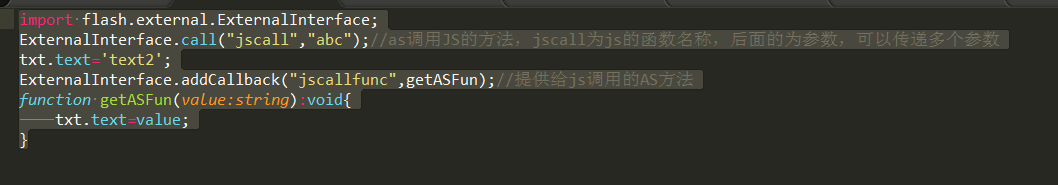 import flash.external.ExternalInterface;
ExternalInterface.call("jscall","abc");//as调用JS的方法，jscall为js的函数名称，后面的为参数，可以传递多个参数
txt.text='text2';
ExternalInterface.addCallback("jscallfunc",getASFun);//提供给js调用的AS方法
function getASFun(value:string):void{
    txt.text=value;
}